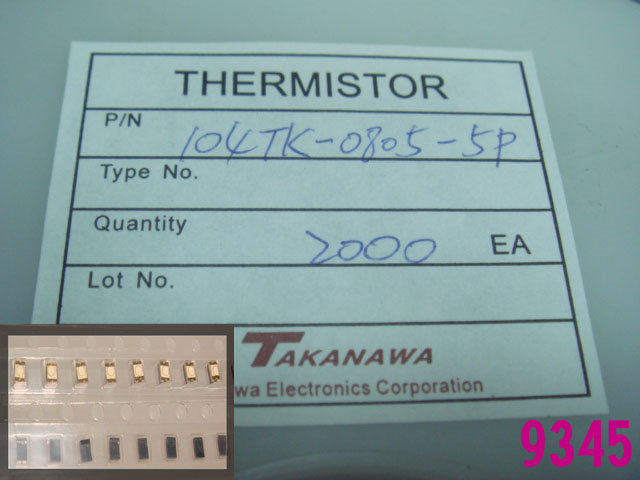 THERMISTOR
P/N 104TK-0805-5P
Type No.
Quantity 2000 EA
Lot No.
TAKANAWA
wa Electronics Corporation
9345